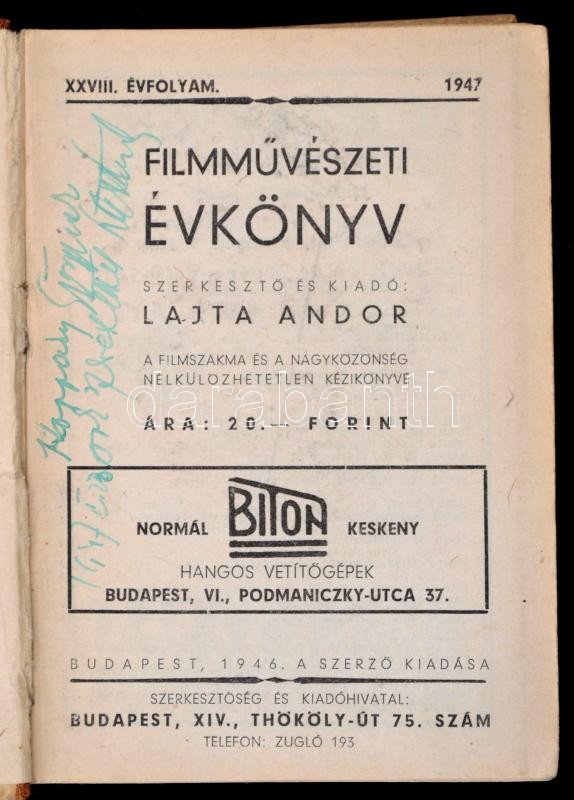 XXVIII. ÉVFOLYAM. 1947
FILMMŰVÉSZETI
ÉVKÖNYV
SZERKESZTŐ ÉS KIADÓ:
LAJTA ANDOR
A FILMSZAKMA ÉS A NAGYKÖZÖNSÉG
NÉLKÜLÖZHETETLEN KÉZIKÖNYVE
ÁRA: 20.— FORINT
darabanth
NORMÁL BITON KESKENY
HANGOS VETÍTŐGÉPEK
BUDAPEST, VI., PODMANICZKY-UTCA 37.
BUDAPEST, 1946. A SZERZŐ KIADÁSA
SZERKESZTŐSÉG ÉS KIADÓHIVATAL:
BUDAPEST, XIV., THÖKÖLY-ÚT 75. SZÁM
TELEFON: ZUGLÓ 193